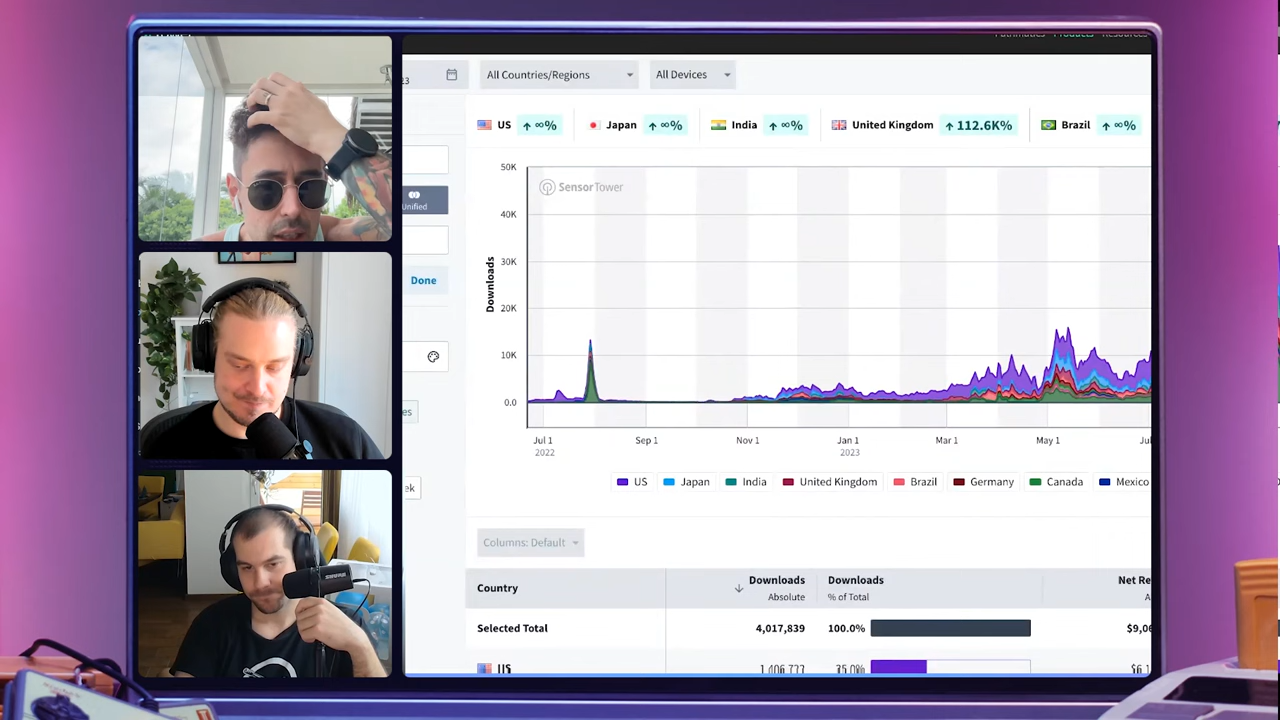 Unified
Done
All Countries/Regions
All Devices
US ↑ ∞%
Japan ↑ ∞%
India ↑ ∞%
United Kingdom ↑ 112.6K%
Brazil ↑ ∞%
SensorTower
Downloads
50K
40K
30K
20K
10K
0.0
Jul 1 Sep 1 Nov 1 Jan 1 Mar 1 May 1
2022 2023
US Japan India United Kingdom Brazil Germany Canada Mexico
Columns: Default
Country Downloads Downloads
Absolute % of Total
Selected Total 4,017,839 100.0%
US
SHURE